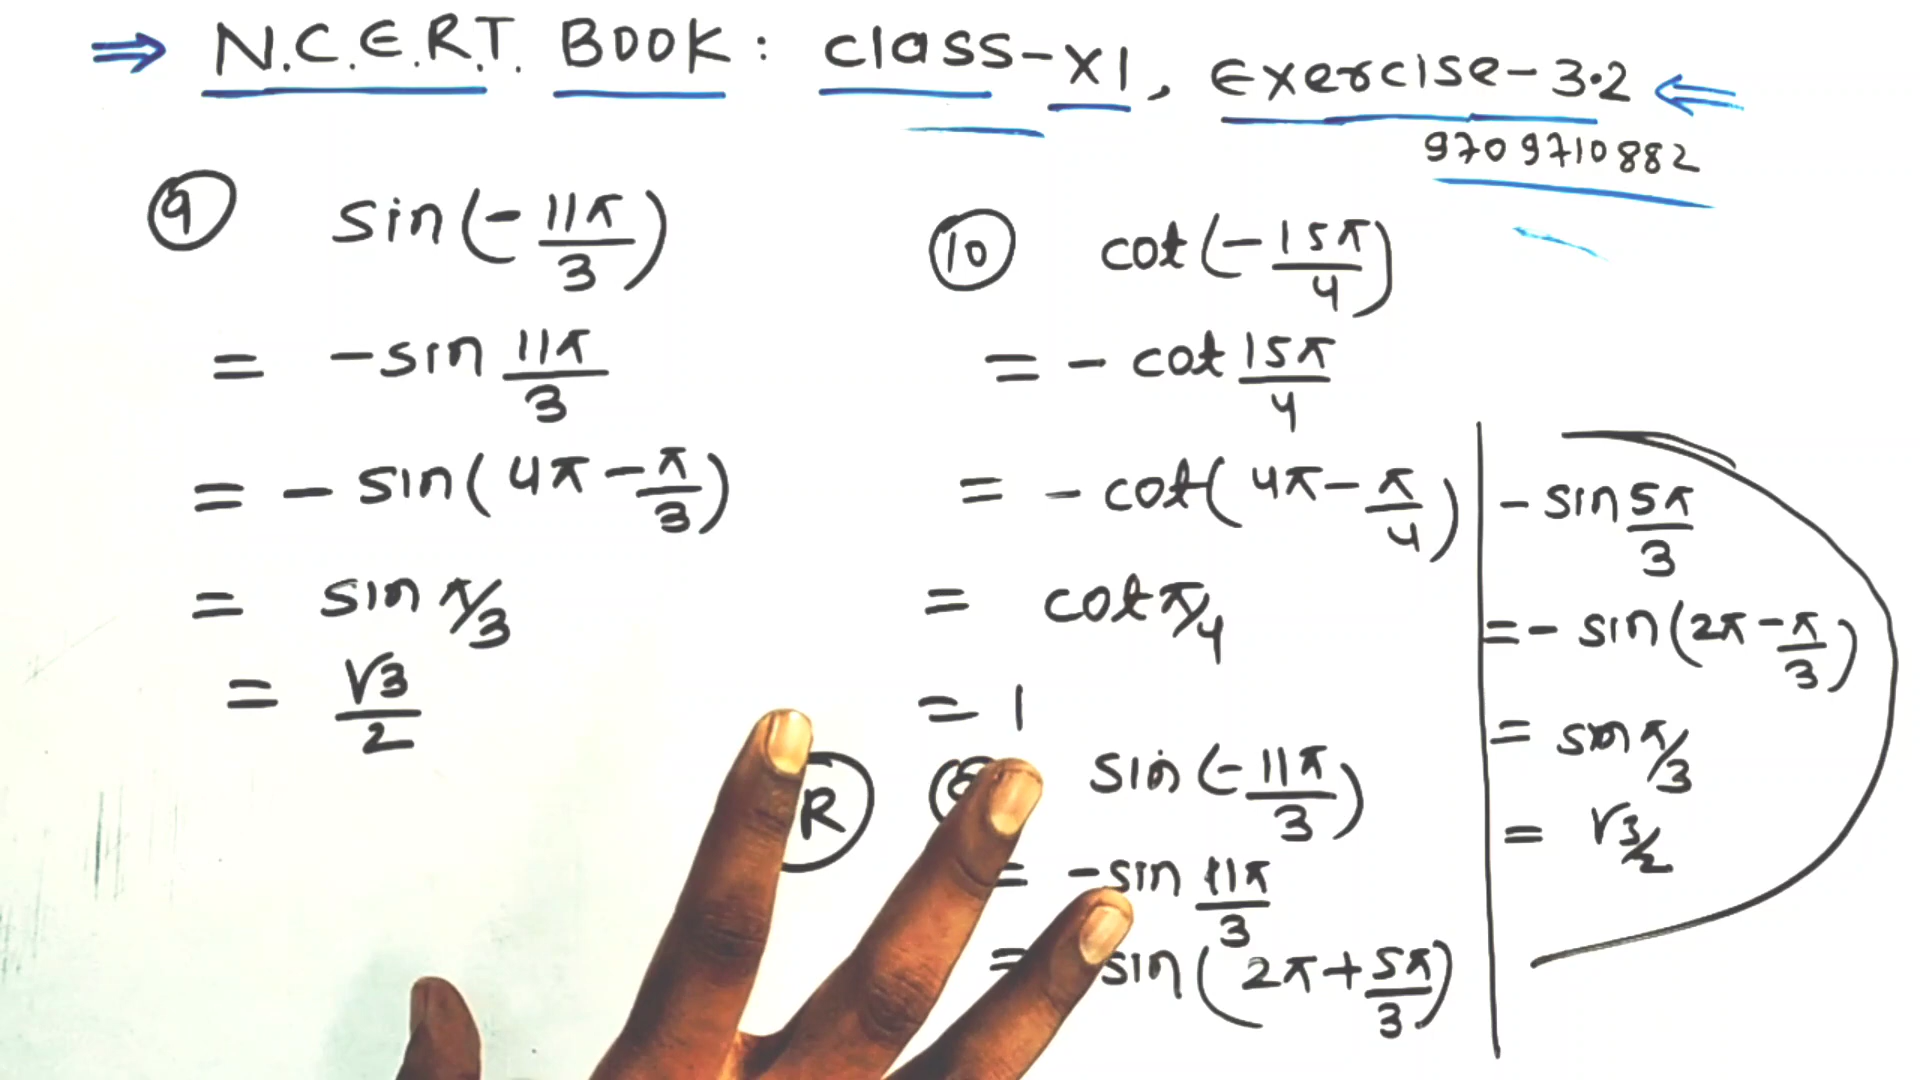 ⇒ N.C.E.R.T. BOOK: Class-XI, Exercise-3.2 ⇐
9709710882
9 sin(-11π/3)
= -sin 11π/3
= - sin(4π - π/3)
= sin π/3
= √3/2
10 cot(-15π/4)
= - cot 15π/4
= - cot(4π - π/4)
= cot π/4
= 1
R
sin(-11π/3)
= -sin 11π/3
= sin(2π + 5π/3)
- sin 5π/3
= - sin(2π - π/3)
= sin π/3
= √3/2